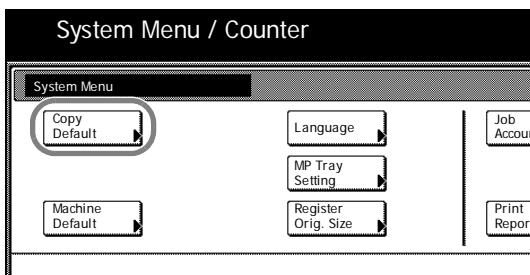 System Menu / Counter
System Menu
Copy
Default
Language
Job
MP Tray
Setting
Machine
Default
Register
Orig. Size
Print